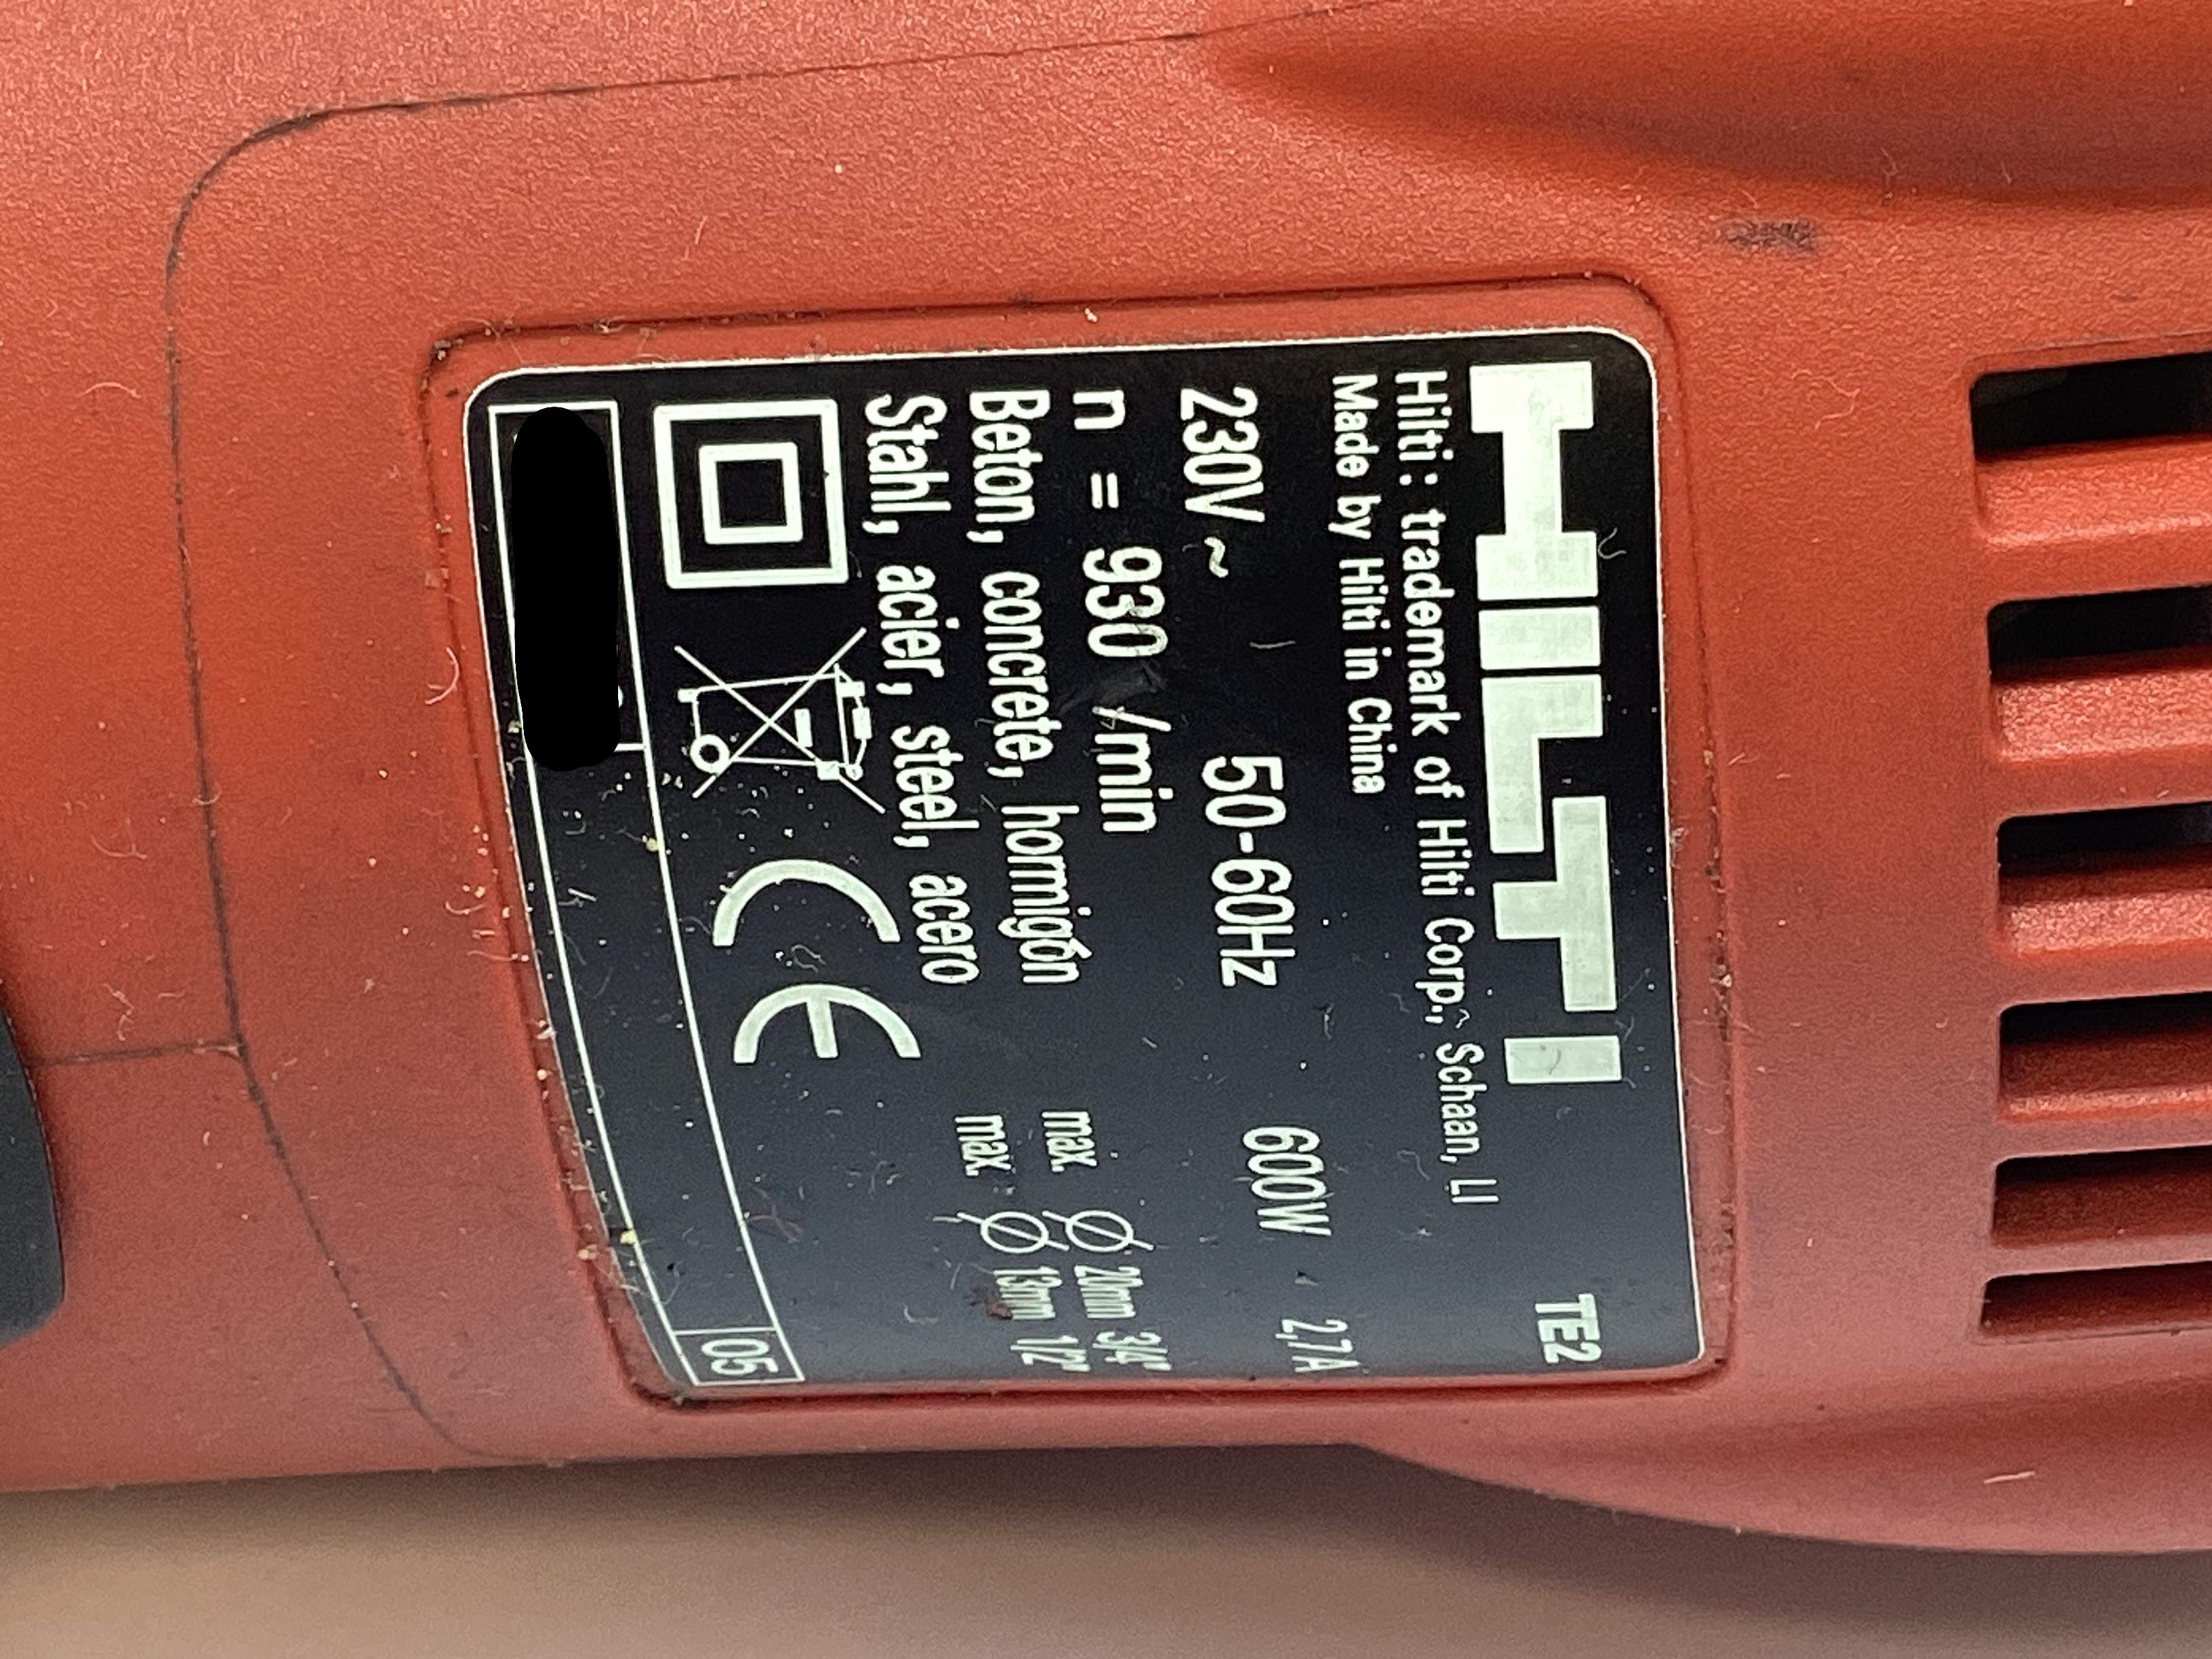 HILTI TE2
Hilti: trademark of Hilti Corp., Schaan, LI
Made by Hilti in China
230V ~ 50-60Hz 600W 2,7A
n = 930 /min
Beton, concrete, hormigón max. ∅ 20mm 3/4"
Stahl, acier, steel, acero max. ∅ 13mm 1/2"
CE
05